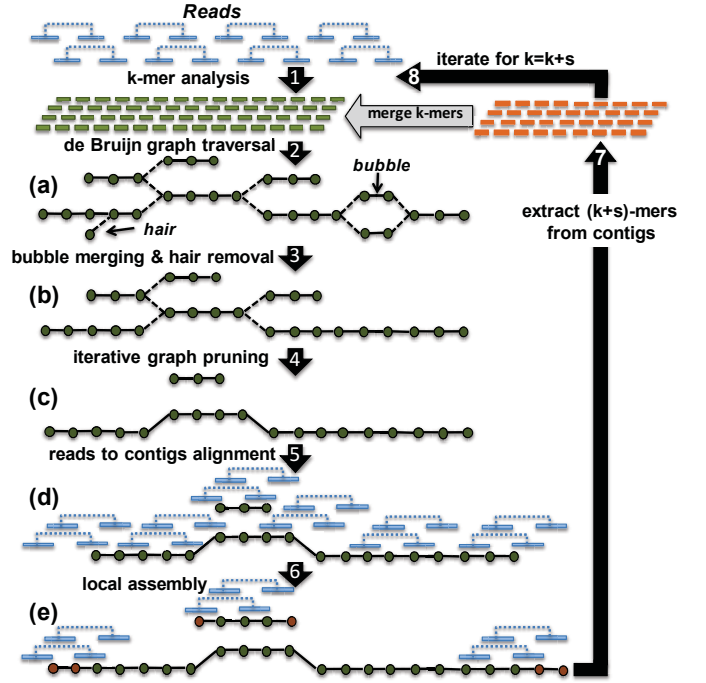 Reads
iterate for k=k+s
8
k-mer analysis
1
merge k-mers
7
de Bruijn graph traversal
2
(a)
bubble
hair
extract (k+s)-mers
from contigs
bubble merging & hair removal
3
(b)
iterative graph pruning
4
(c)
reads to contigs alignment
5
(d)
local assembly
6
(e)